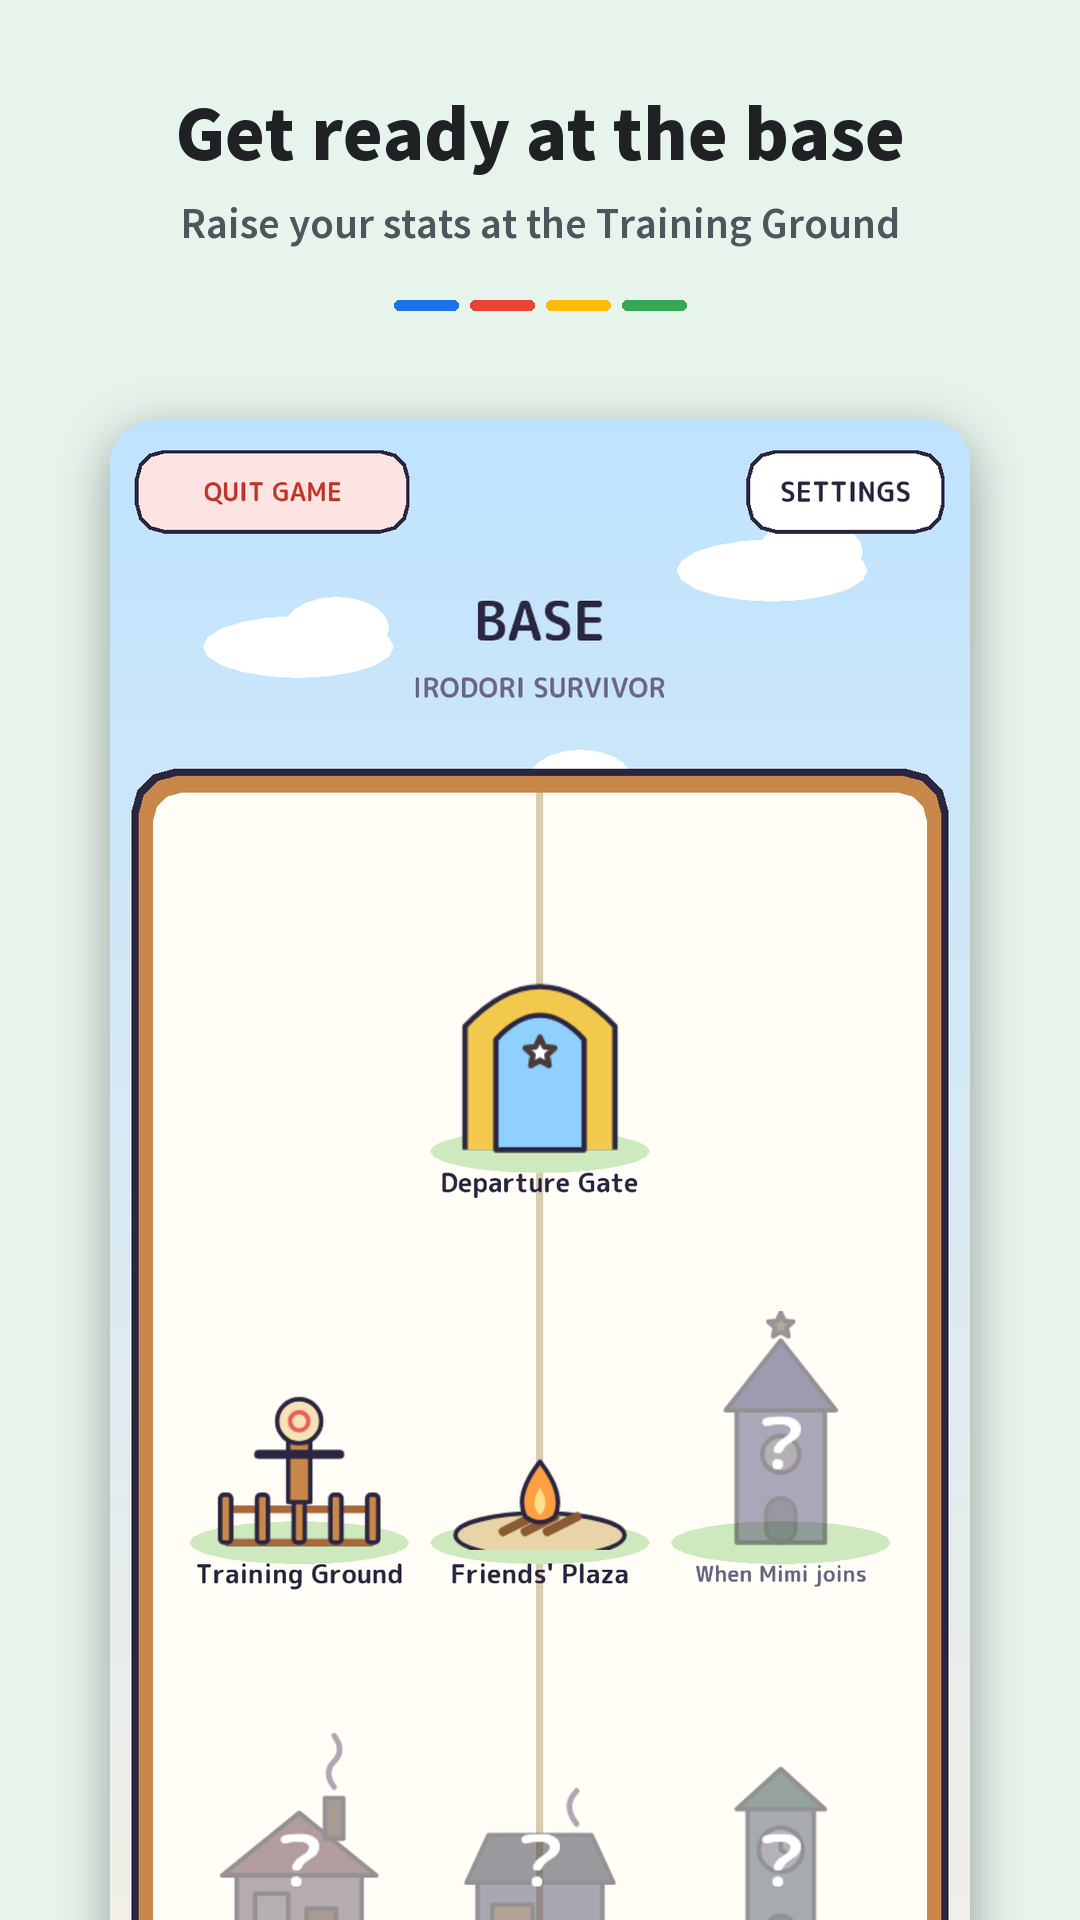 Get ready at the base
Raise your stats at the Training Ground
QUIT GAME
SETTINGS
BASE
IRODORI SURVIVOR
Departure Gate
?
Training Ground
Friends' Plaza
When Mimi joins
?
?
?